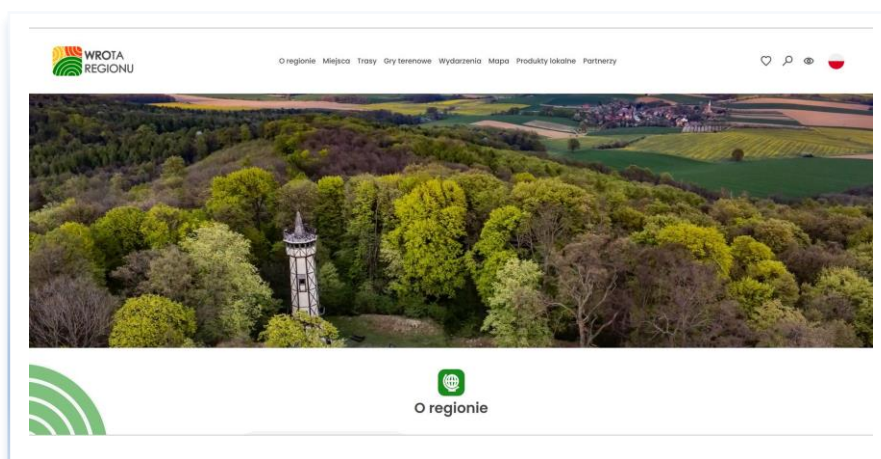 WROTA
REGIONU
O regionie Miejsca Trasy Gry terenowe Wydarzenia Mapa Produkty lokalne Partnerzy
O regionie